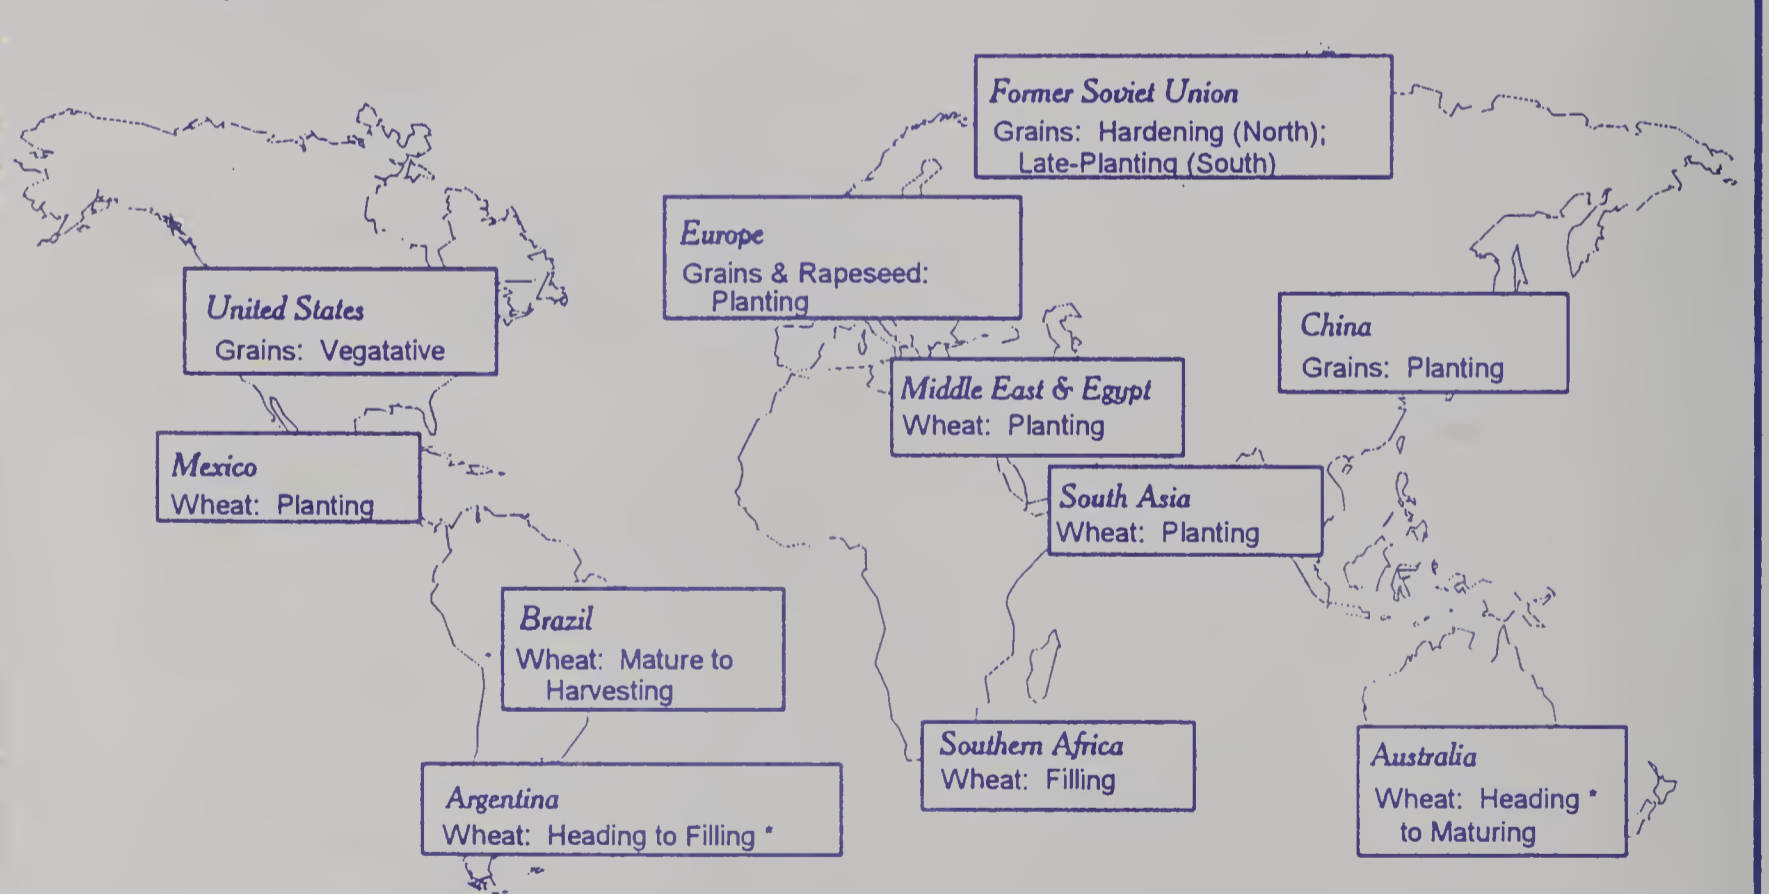 Former Soviet Union
Grains: Hardening (North);
Late-Planting (South)
Europe
Grains & Rapeseed:
Planting
United States
Grains: Vegatative
China
Grains: Planting
Middle East & Egypt
Wheat: Planting
Mexico
Wheat: Planting
South Asia
Wheat: Planting
Brazil
Wheat: Mature to
Harvesting
Southern Africa
Wheat: Filling
Australia
Wheat: Heading *
to Maturing
Argentina
Wheat: Heading to Filling *